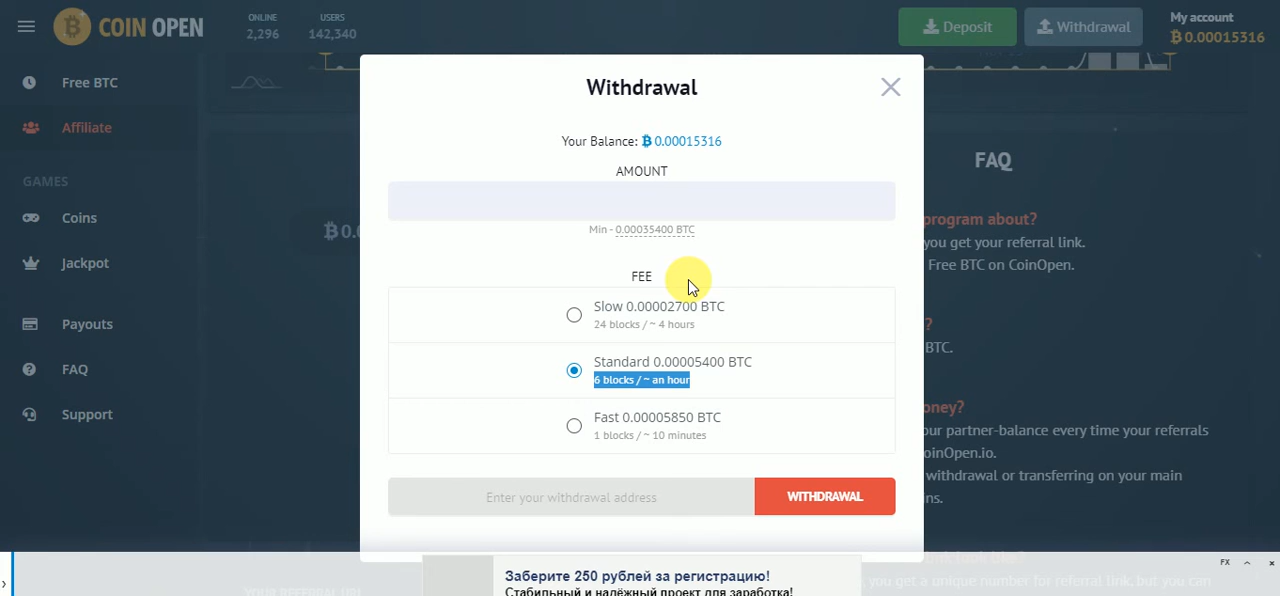 COIN OPEN
ONLINE
2,296
USERS
142,340
Deposit
Withdrawal
My account
0.00015316
Free BTC
Affiliate
GAMES
Coins
Jackpot
Payouts
FAQ
Support
Withdrawal
Your Balance: 0.00015316
AMOUNT
Min - 0.00035400 BTC
FEE
Slow 0.00002700 BTC
24 blocks / ~ 4 hours
Standard 0.00005400 BTC
6 blocks / ~ an hour
Fast 0.00005850 BTC
1 blocks / ~ 10 minutes
Enter your withdrawal address
WITHDRAWAL
FAQ
program about?
you get your referral link.
Free BTC on CoinOpen.
?
BTC.
oney?
our partner-balance every time your referrals
oinOpen.io.
withdrawal or transferring on your main
ns.
you get a unique number for referral link, but you can
FX
Заберите 250 рублей за регистрацию!
Стабильный и надёжный проект для заработка!